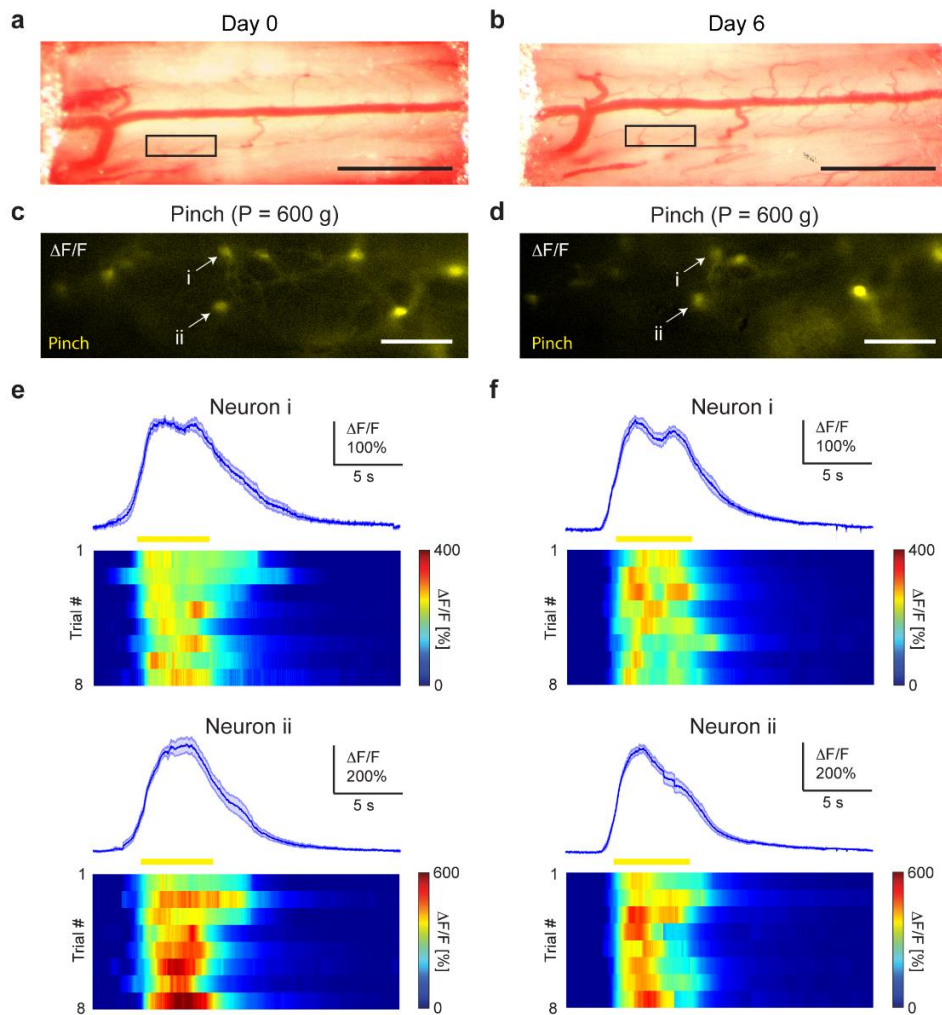 a
Day 0
b
Day 6
c
Pinch (P = 600 g)
ΔF/F
i
ii
Pinch
d
Pinch (P = 600 g)
ΔF/F
i
ii
Pinch
e
Neuron i
ΔF/F
100%
5 s
1
Trial #
8
400
ΔF/F [%]
0
Neuron ii
ΔF/F
200%
5 s
1
Trial #
8
600
ΔF/F [%]
0
f
Neuron i
ΔF/F
100%
5 s
1
Trial #
8
400
ΔF/F [%]
0
Neuron ii
ΔF/F
200%
5 s
1
Trial #
8
600
ΔF/F [%]
0